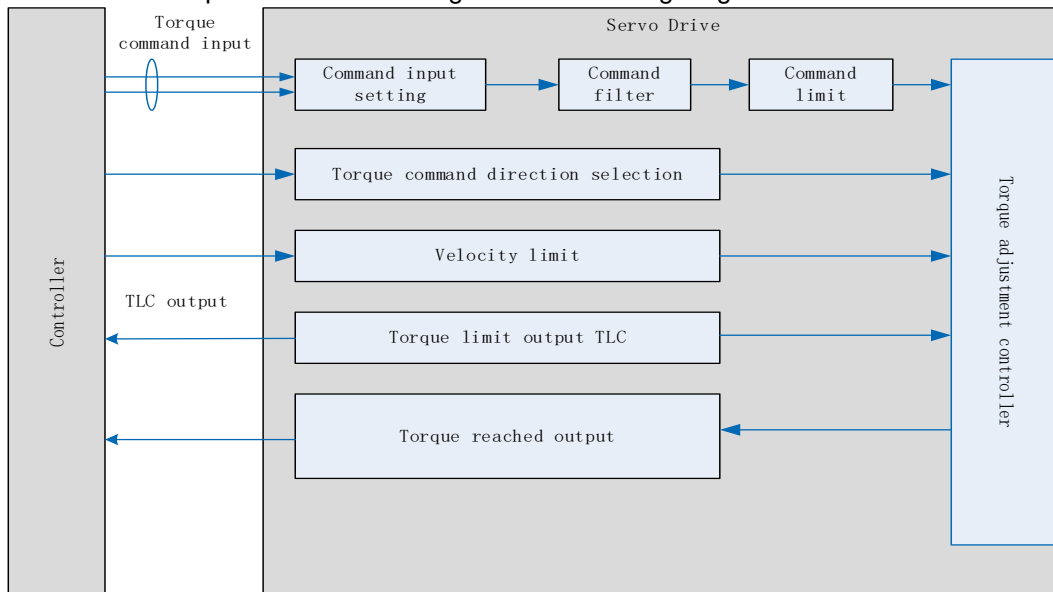 Torque
command input
Servo Drive
Command input
setting
Command
filter
Command
limit
Torque command direction selection
Velocity limit
TLC output
Torque limit output TLC
Torque reached output
Controller
Torque adjustment controller